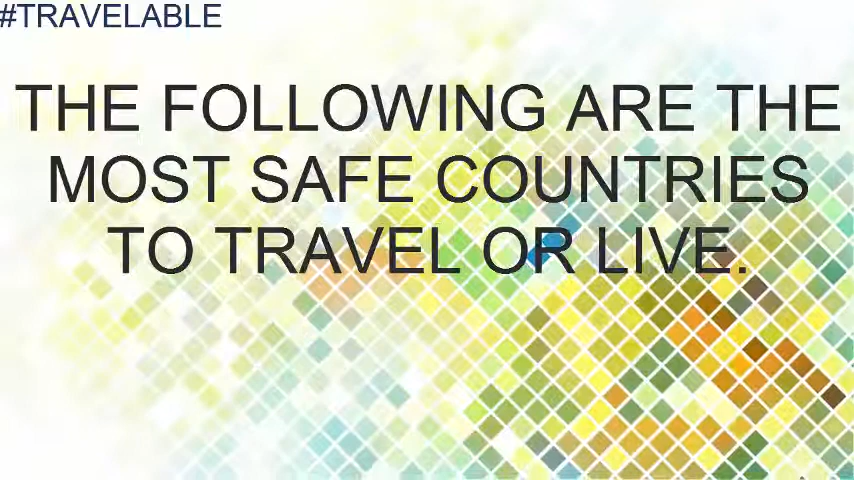 #TRAVELABLE
THE FOLLOWING ARE THE
MOST SAFE COUNTRIES
TO TRAVEL OR LIVE.